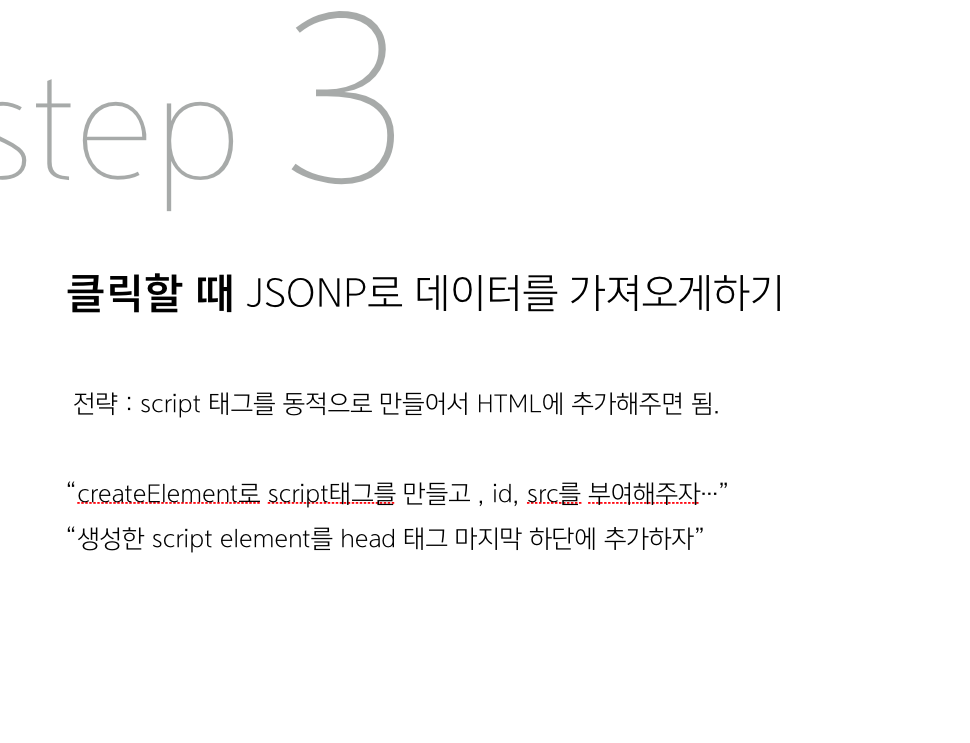 step 3
클릭할 때 JSONP로 데이터를 가져오게하기
전략 : script 태그를 동적으로 만들어서 HTML에 추가해주면 됨.
“createElement로 script태그를 만들고 , id, src를 부여해주자…”
“생성한 script element를 head 태그 마지막 하단에 추가하자”